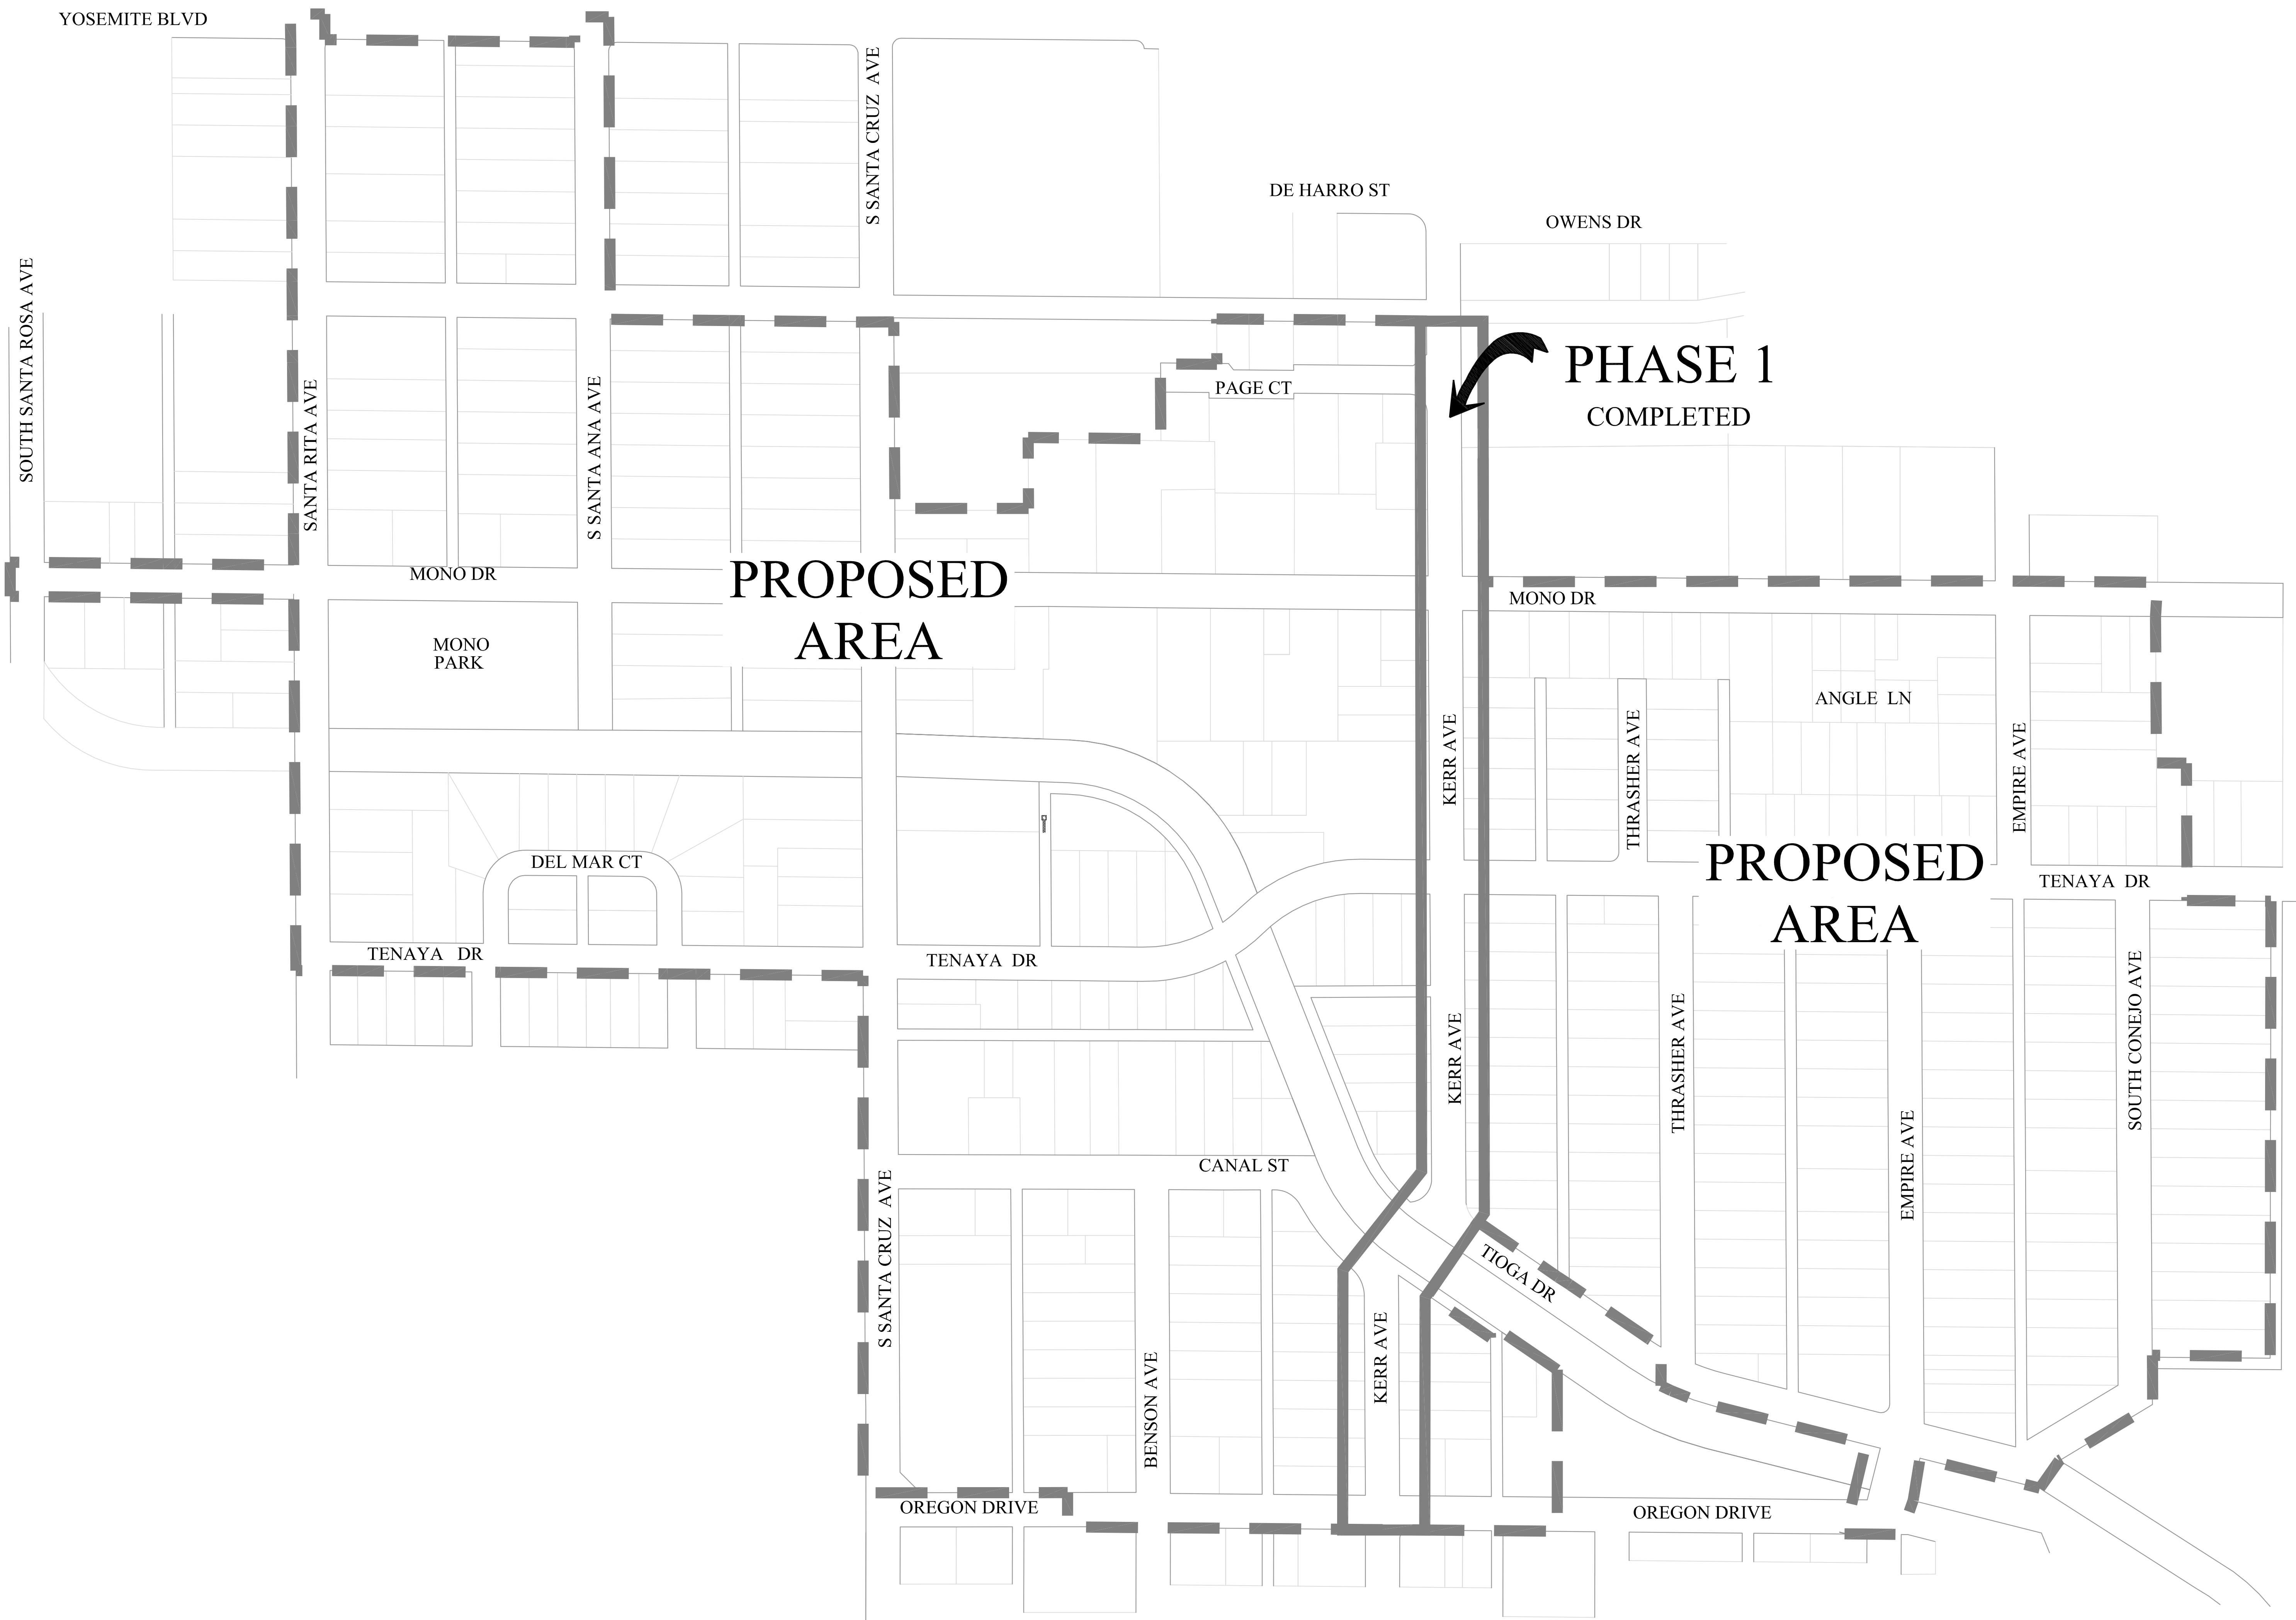 YOSEMITE BLVD
S SANTA CRUZ AVE
DE HARRO ST
OWENS DR
SOUTH SANTA ROSA AVE
SANTA RITA AVE
S SANTA ANA AVE
PAGE CT
PHASE 1
COMPLETED
MONO DR
PROPOSED
AREA
MONO DR
MONO
PARK
ANGLE LN
KERR AVE
THRASHER AVE
EMPIRE AVE
DEL MAR CT
PROPOSED
AREA
TENAYA DR
TENAYA DR
TENAYA DR
KERR AVE
THRASHER AVE
SOUTH CONEJO AVE
EMPIRE AVE
CANAL ST
S SANTA CRUZ AVE
TIOGA DR
KERR AVE
BENSON AVE
OREGON DRIVE
OREGON DRIVE